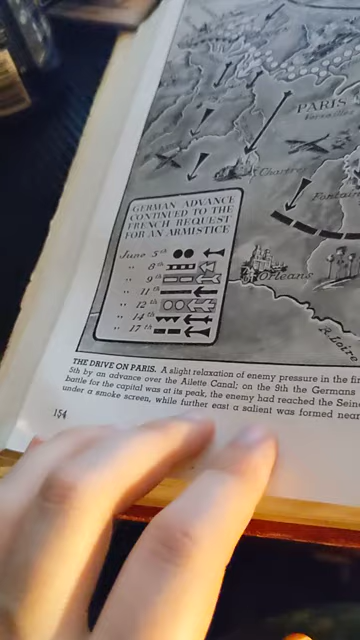 PARIS
Versailles
Chartres
Fontain
GERMAN ADVANCE
CONTINUED TO THE
FRENCH REQUEST
FOR AN ARMISTICE
June 5th
" 8th
" 9th
" 11th
" 12th
" 14th
" 17th
Orleans
R. Loire
THE DRIVE ON PARIS. A slight relaxation of enemy pressure in the fir
5th by an advance over the Ailette Canal; on the 9th the Germans
battle for the capital was at its peak, the enemy had reached the Seine
under a smoke screen, while further east a salient was formed near
154